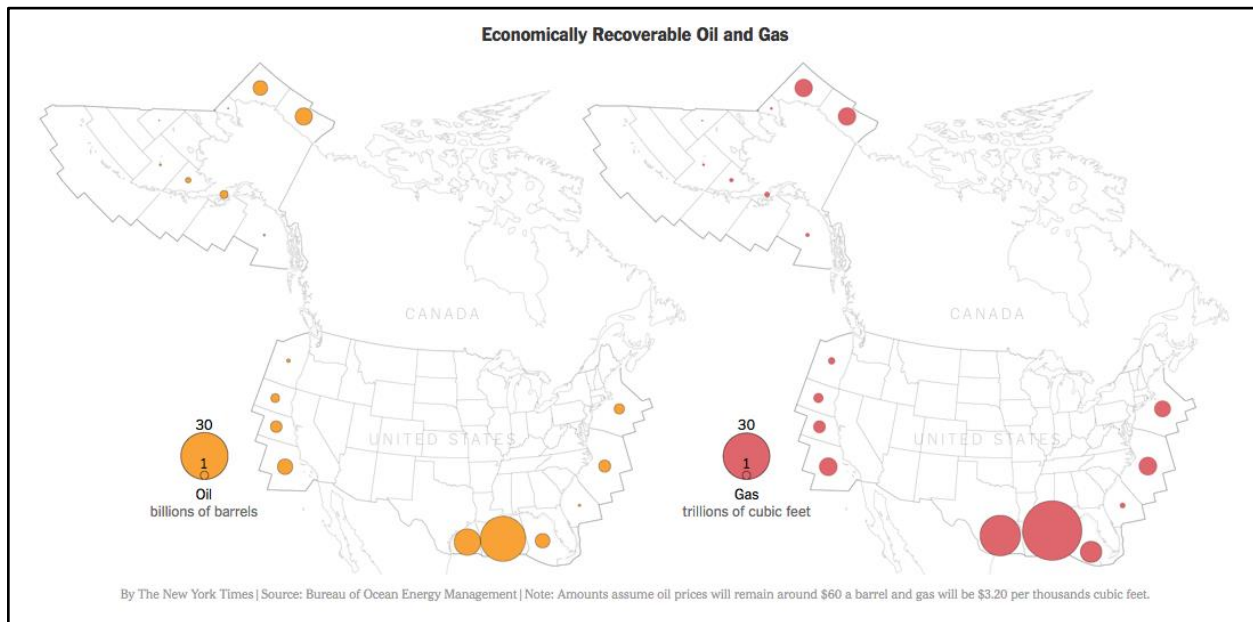 Economically Recoverable Oil and Gas
CANADA
UNITED STATES
30
1
Oil
billions of barrels
CANADA
UNITED STATES
30
1
Gas
trillions of cubic feet
By The New York Times | Source: Bureau of Ocean Energy Management | Note: Amounts assume oil prices will remain around $60 a barrel and gas will be $3.20 per thousands cubic feet.